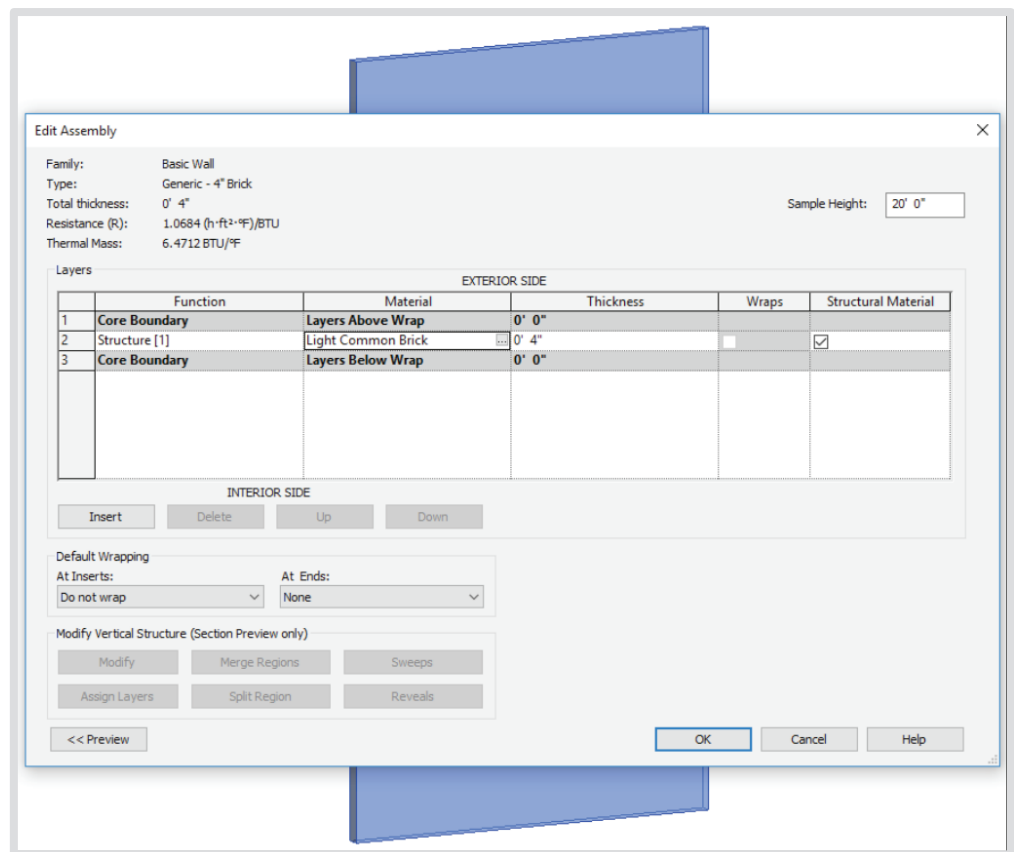 Edit Assembly
Family: Basic Wall
Type: Generic - 4" Brick
Total thickness: 0' 4"
Sample Height: 20' 0"
Resistance (R): 1.0684 (h·ft²·ºF)/BTU
Thermal Mass: 6.4712 BTU/ºF
Layers
EXTERIOR SIDE
Function Material Thickness Wraps Structural Material
1 Core Boundary Layers Above Wrap 0' 0"
2 Structure [1] Light Common Brick ... 0' 4"
3 Core Boundary Layers Below Wrap 0' 0"
INTERIOR SIDE
Insert Delete Up Down
Default Wrapping
At Inserts: At Ends:
Do not wrap None
Modify Vertical Structure (Section Preview only)
Modify Merge Regions Sweeps
Assign Layers Split Region Reveals
<< Preview OK Cancel Help